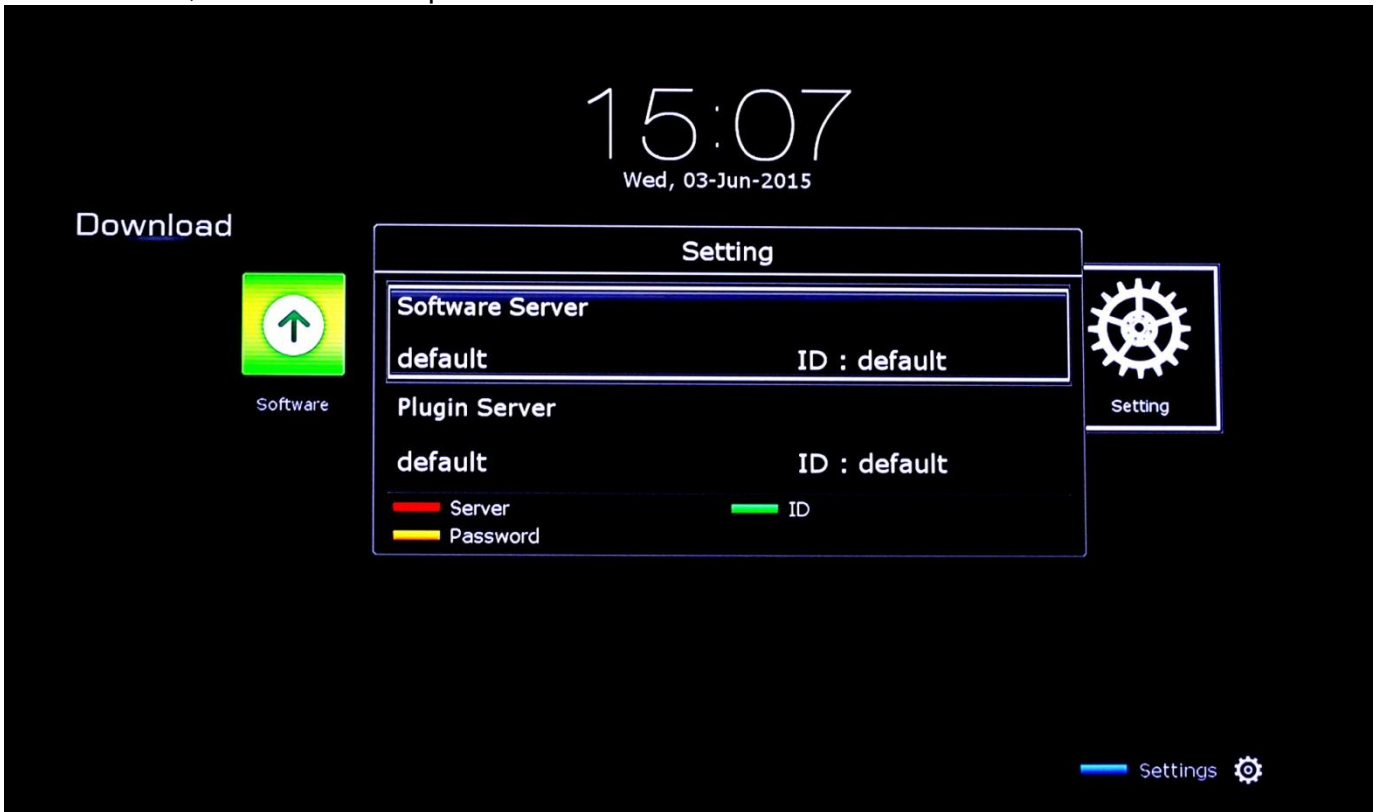 15:07
Wed, 03-Jun-2015
Download
Setting
Software Server
default ID : default
Software
Plugin Server
Setting
default ID : default
Server ID
Password
Settings